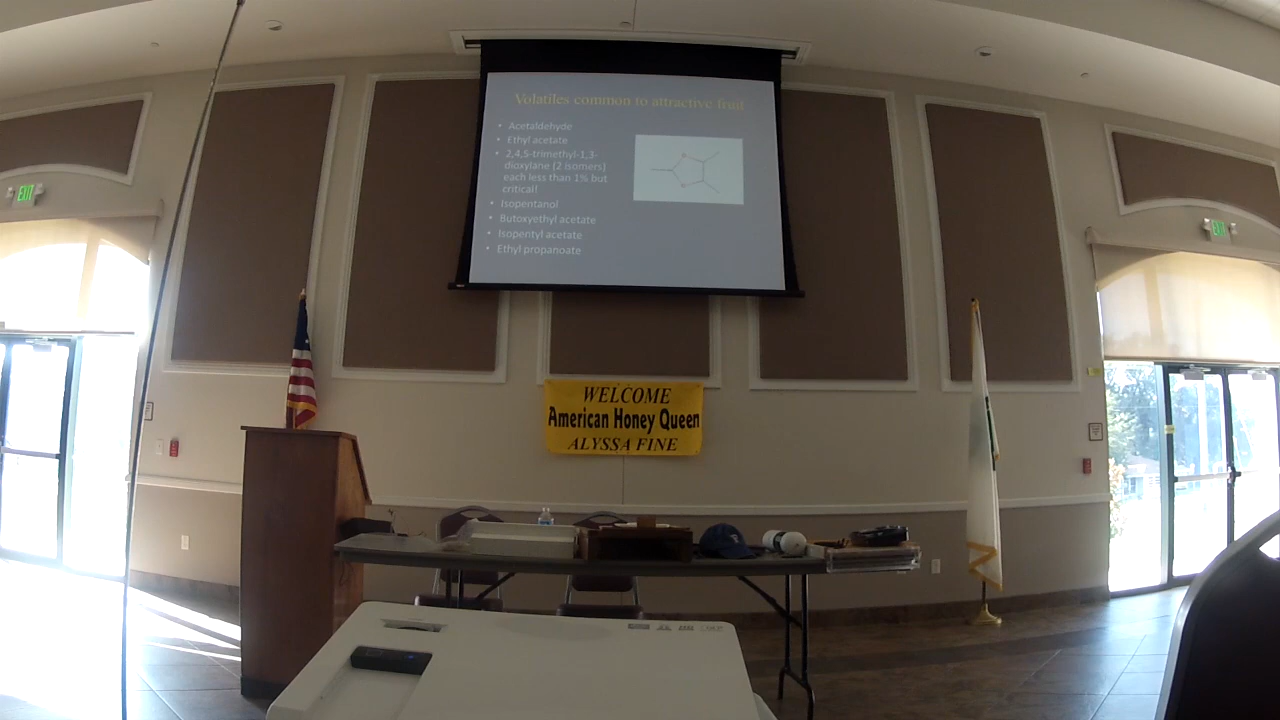 Volatiles common to attractive fruit
• Acetaldehyde
• Ethyl acetate
• 2,4,5-trimethyl-1,3-
dioxylane (2 isomers)
each less than 1% but
critical!
• Isopentanol
• Butoxyethyl acetate
• Isopentyl acetate
• Ethyl propanoate
EXIT
EXIT
WELCOME
American Honey Queen
ALYSSA FINE